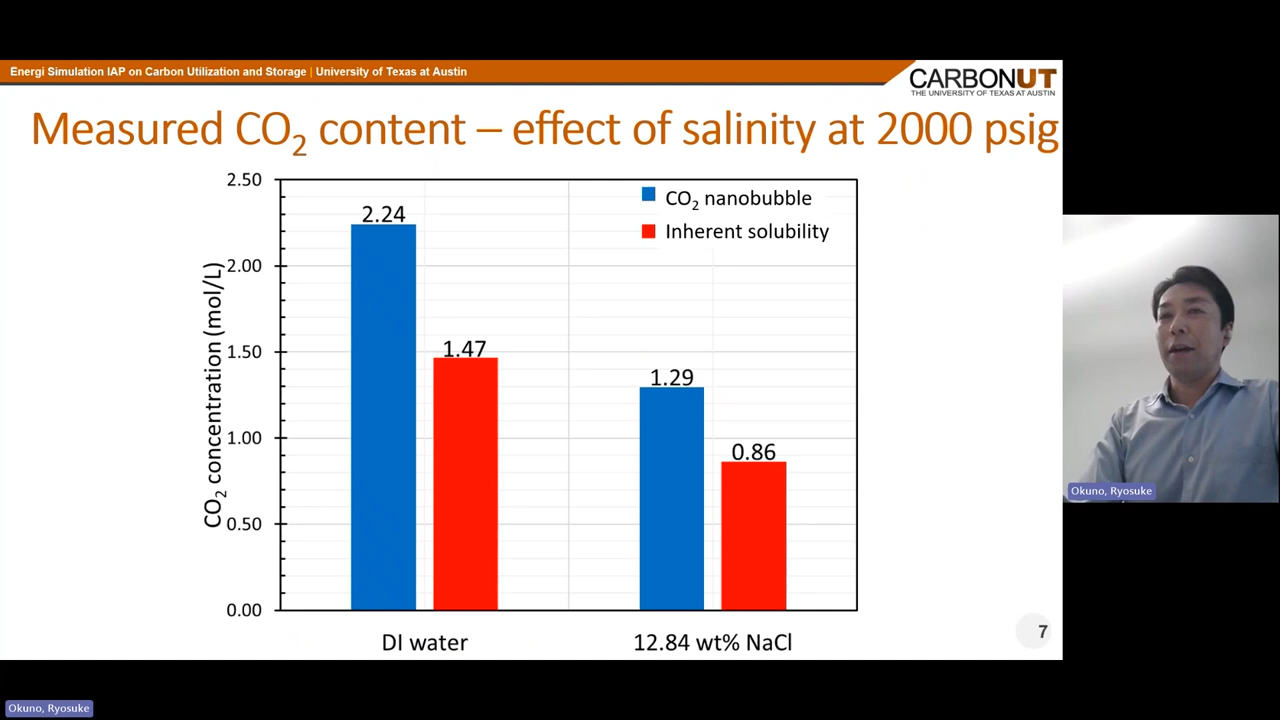 Energi Simulation IAP on Carbon Utilization and Storage | University of Texas at Austin
CARBONUT
THE UNIVERSITY OF TEXAS AT AUSTIN
Measured CO2 content – effect of salinity at 2000 psig
CO2 concentration (mol/L)
2.50
2.00
1.50
1.00
0.50
0.00
CO2 nanobubble
Inherent solubility
2.24
1.47
1.29
0.86
DI water
12.84 wt% NaCl
7
Okuno, Ryosuke
Okuno, Ryosuke